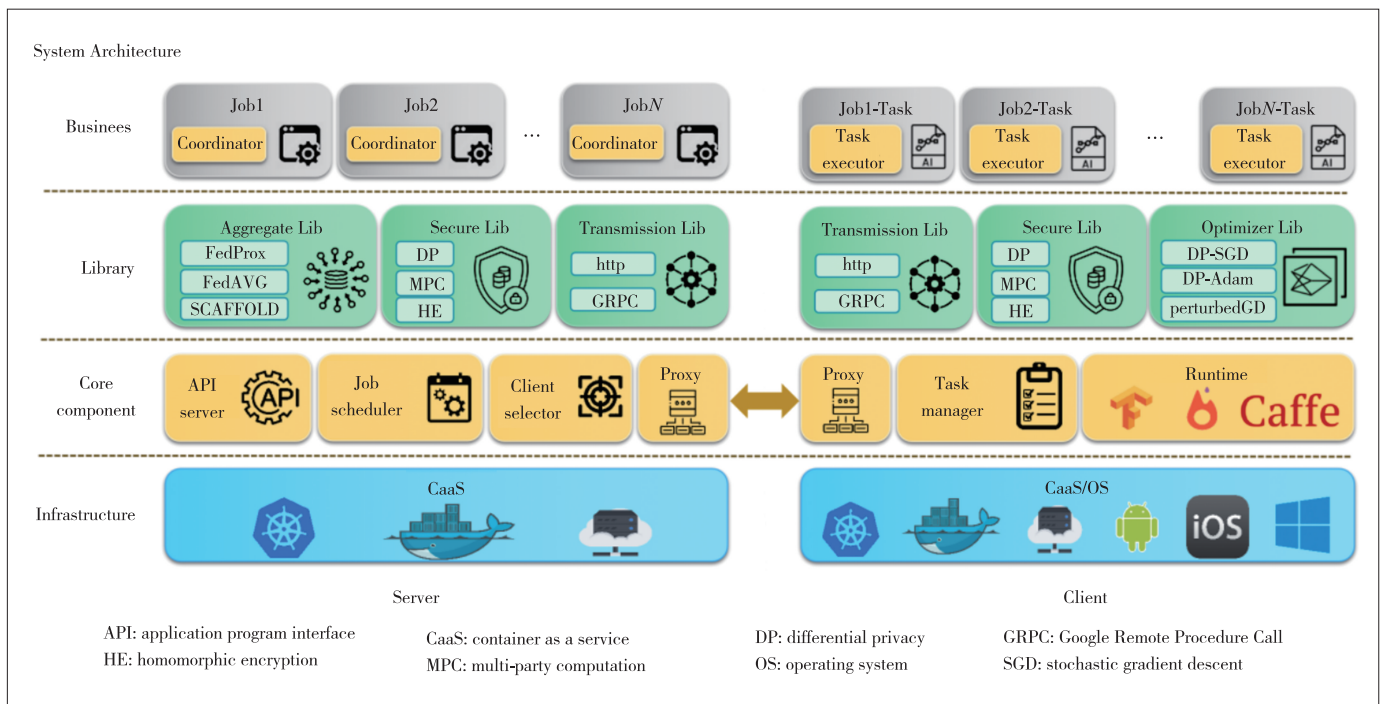 System Architecture
Businees
Job1
Coordinator
Job2
Coordinator
...
JobN
Coordinator
Job1-Task
Task
executor
AI
Job2-Task
Task
executor
AI
...
JobN-Task
Task
executor
AI
Library
Aggregate Lib
FedProx
FedAVG
SCAFFOLD
Secure Lib
DP
MPC
HE
Transmission Lib
http
GRPC
Transmission Lib
http
GRPC
Secure Lib
DP
MPC
HE
Optimizer Lib
DP-SGD
DP-Adam
perturbedGD
Core
component
API
server
API
Job
scheduler
Client
selector
Proxy
Proxy
Task
manager
Runtime
Caffe
Infrastructure
CaaS
CaaS/OS
iOS
Server
Client
API: application program interface
HE: homomorphic encryption
CaaS: container as a service
MPC: multi-party computation
DP: differential privacy
OS: operating system
GRPC: Google Remote Procedure Call
SGD: stochastic gradient descent